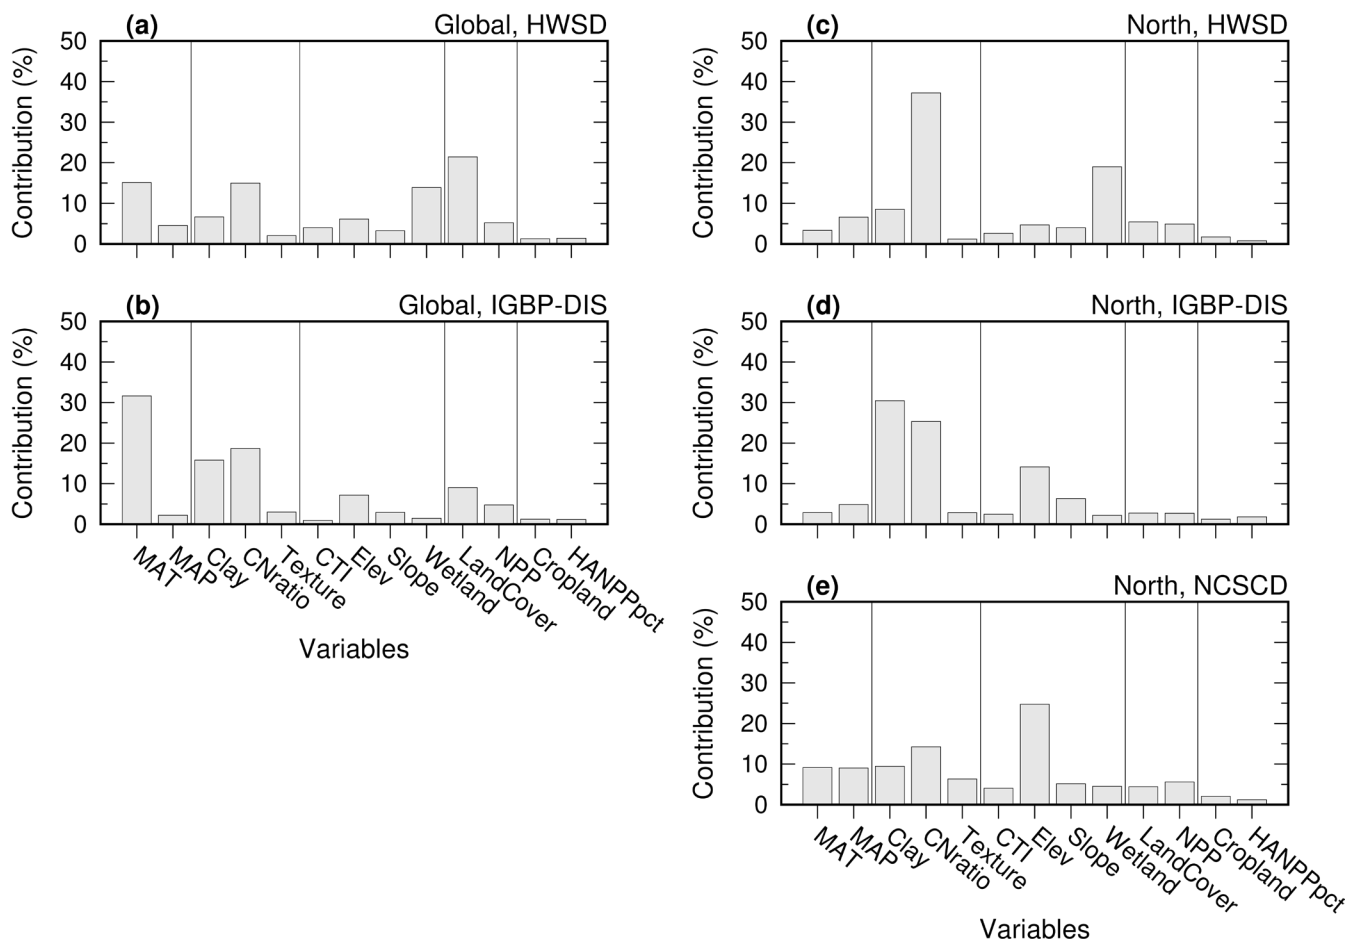 (a) Global, HWSD
Contribution (%)
50
40
30
20
10
0
(c) North, HWSD
Contribution (%)
50
40
30
20
10
0
(b) Global, IGBP-DIS
Contribution (%)
50
40
30
20
10
0
MAT MAP Clay CNratio Texture CTI Elev Slope Wetland LandCover NPP Cropland HANPPpct
Variables
(d) North, IGBP-DIS
Contribution (%)
50
40
30
20
10
0
(e) North, NCSCD
Contribution (%)
50
40
30
20
10
0
MAT MAP Clay CNratio Texture CTI Elev Slope Wetland LandCover NPP Cropland HANPPpct
Variables